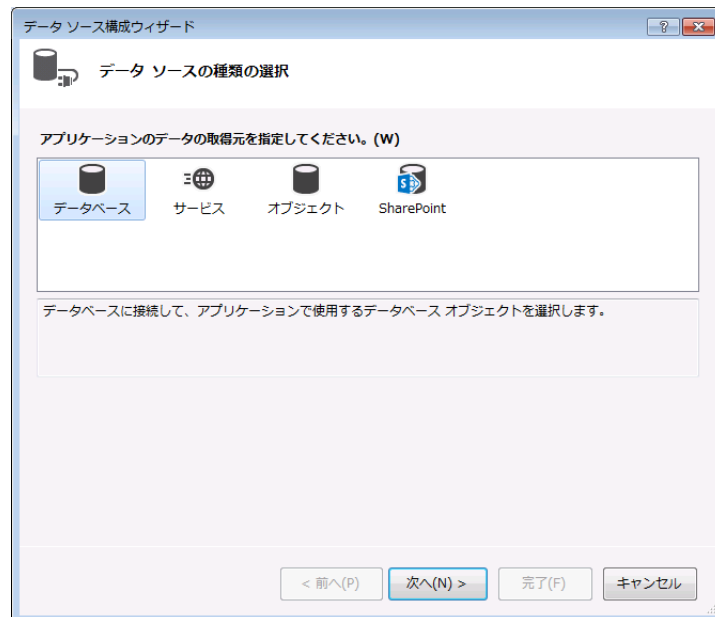 データ ソース構成ウィザード
データ ソースの種類の選択
アプリケーションのデータの取得元を指定してください。(W)
データベース サービス オブジェクト SharePoint
データベースに接続して、アプリケーションで使用するデータベース オブジェクトを選択します。
< 前へ(P) 次へ(N) > 完了(F) キャンセル